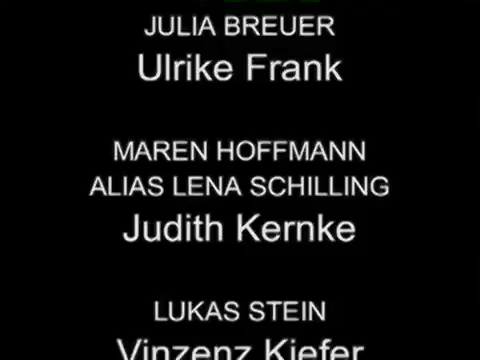 JULIA BREUER
Ulrike Frank
MAREN HOFFMANN
ALIAS LENA SCHILLING
Judith Kernke
LUKAS STEIN
Vinzenz Kiefer